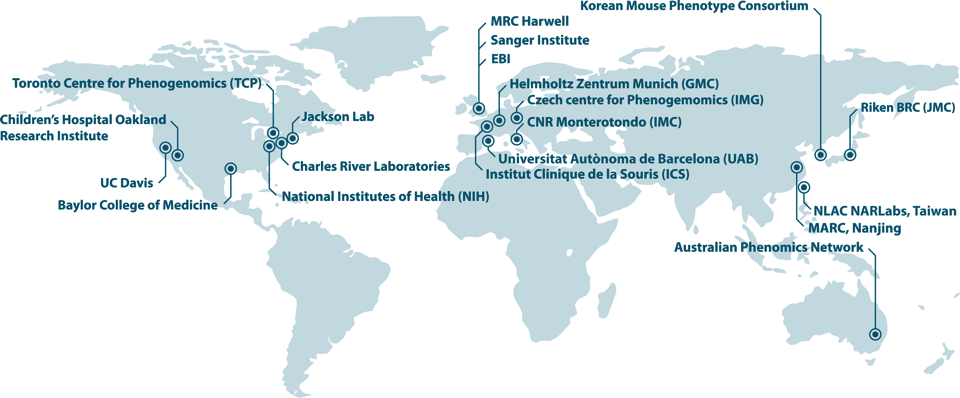 Korean Mouse Phenotype Consortium
MRC Harwell
Sanger Institute
EBI
Toronto Centre for Phenogenomics (TCP)
Helmholtz Zentrum Munich (GMC)
Czech centre for Phenogemomics (IMG)
Riken BRC (JMC)
Children's Hospital Oakland
Research Institute
Jackson Lab
CNR Monterotondo (IMC)
Charles River Laboratories
Universitat Autònoma de Barcelona (UAB)
Institut Clinique de la Souris (ICS)
UC Davis
National Institutes of Health (NIH)
Baylor College of Medicine
NLAC NARLabs, Taiwan
MARC, Nanjing
Australian Phenomics Network